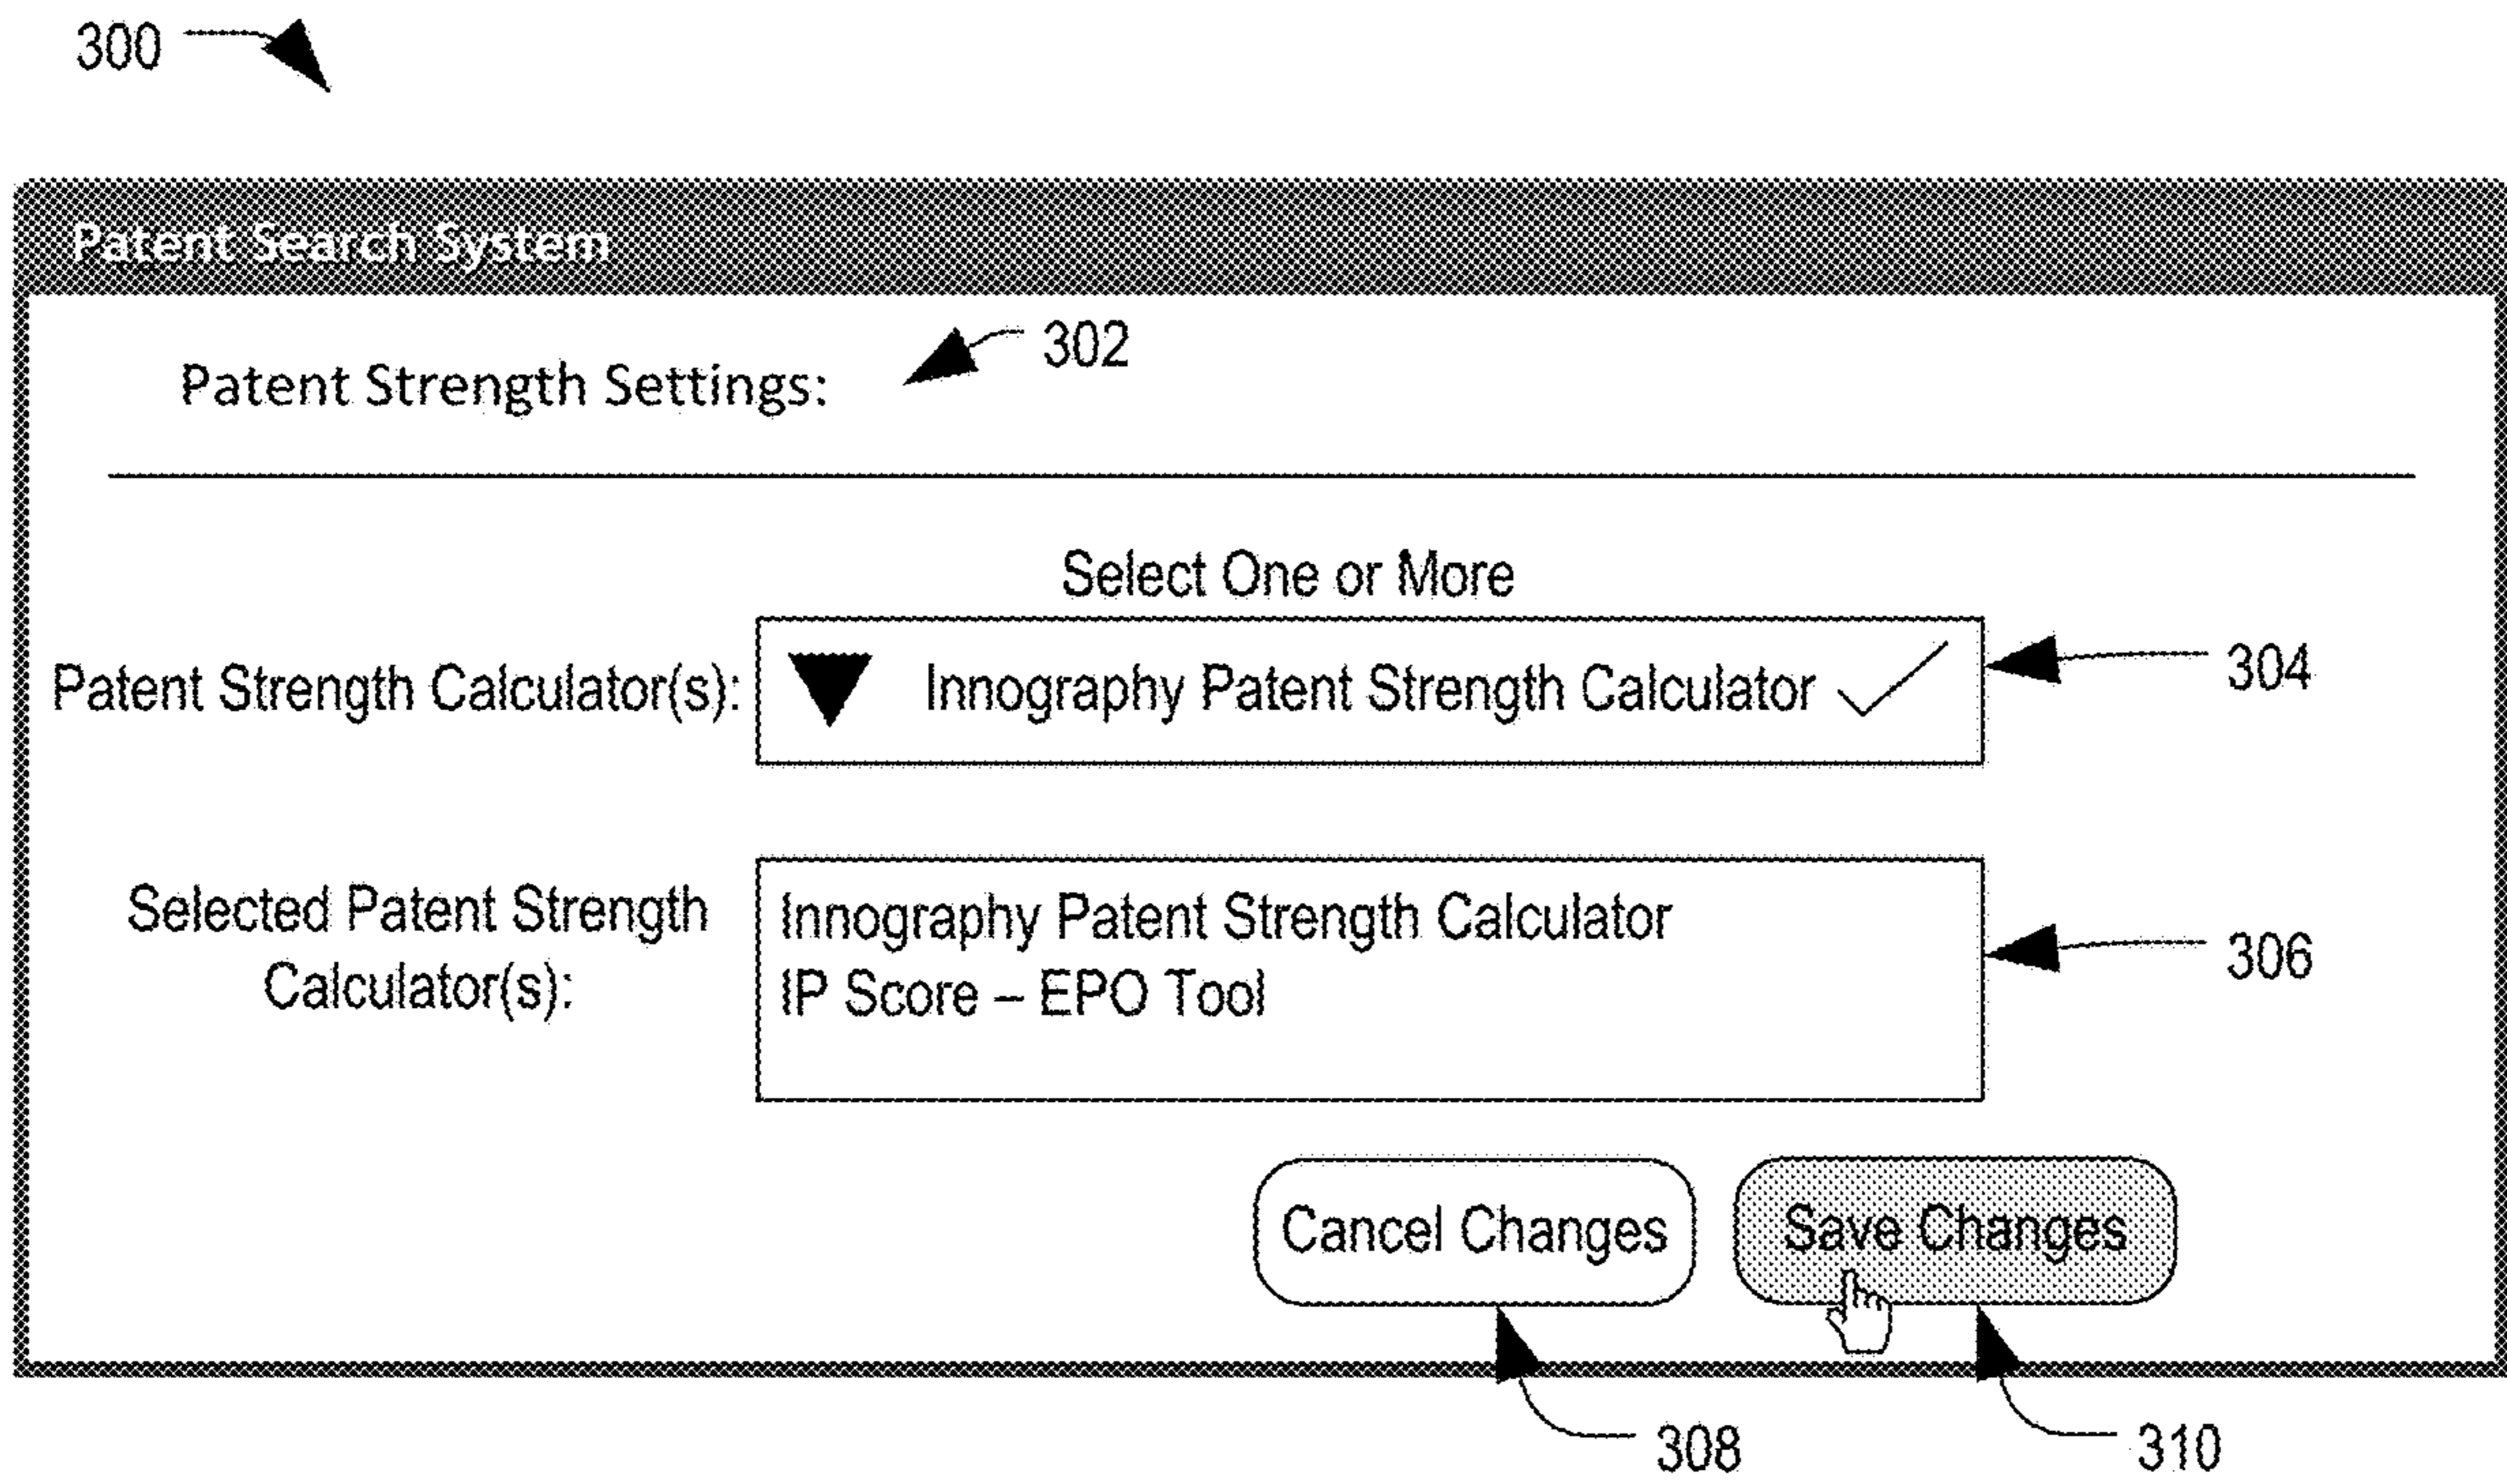 300
Patent Search System
302
Patent Strength Settings:
Select One or More
Patent Strength Calculator(s):
Innography Patent Strength Calculator
304
Selected Patent Strength
Calculator(s):
Innography Patent Strength Calculator
IP Score – EPO Tool
306
Cancel Changes
Save Changes
308
310